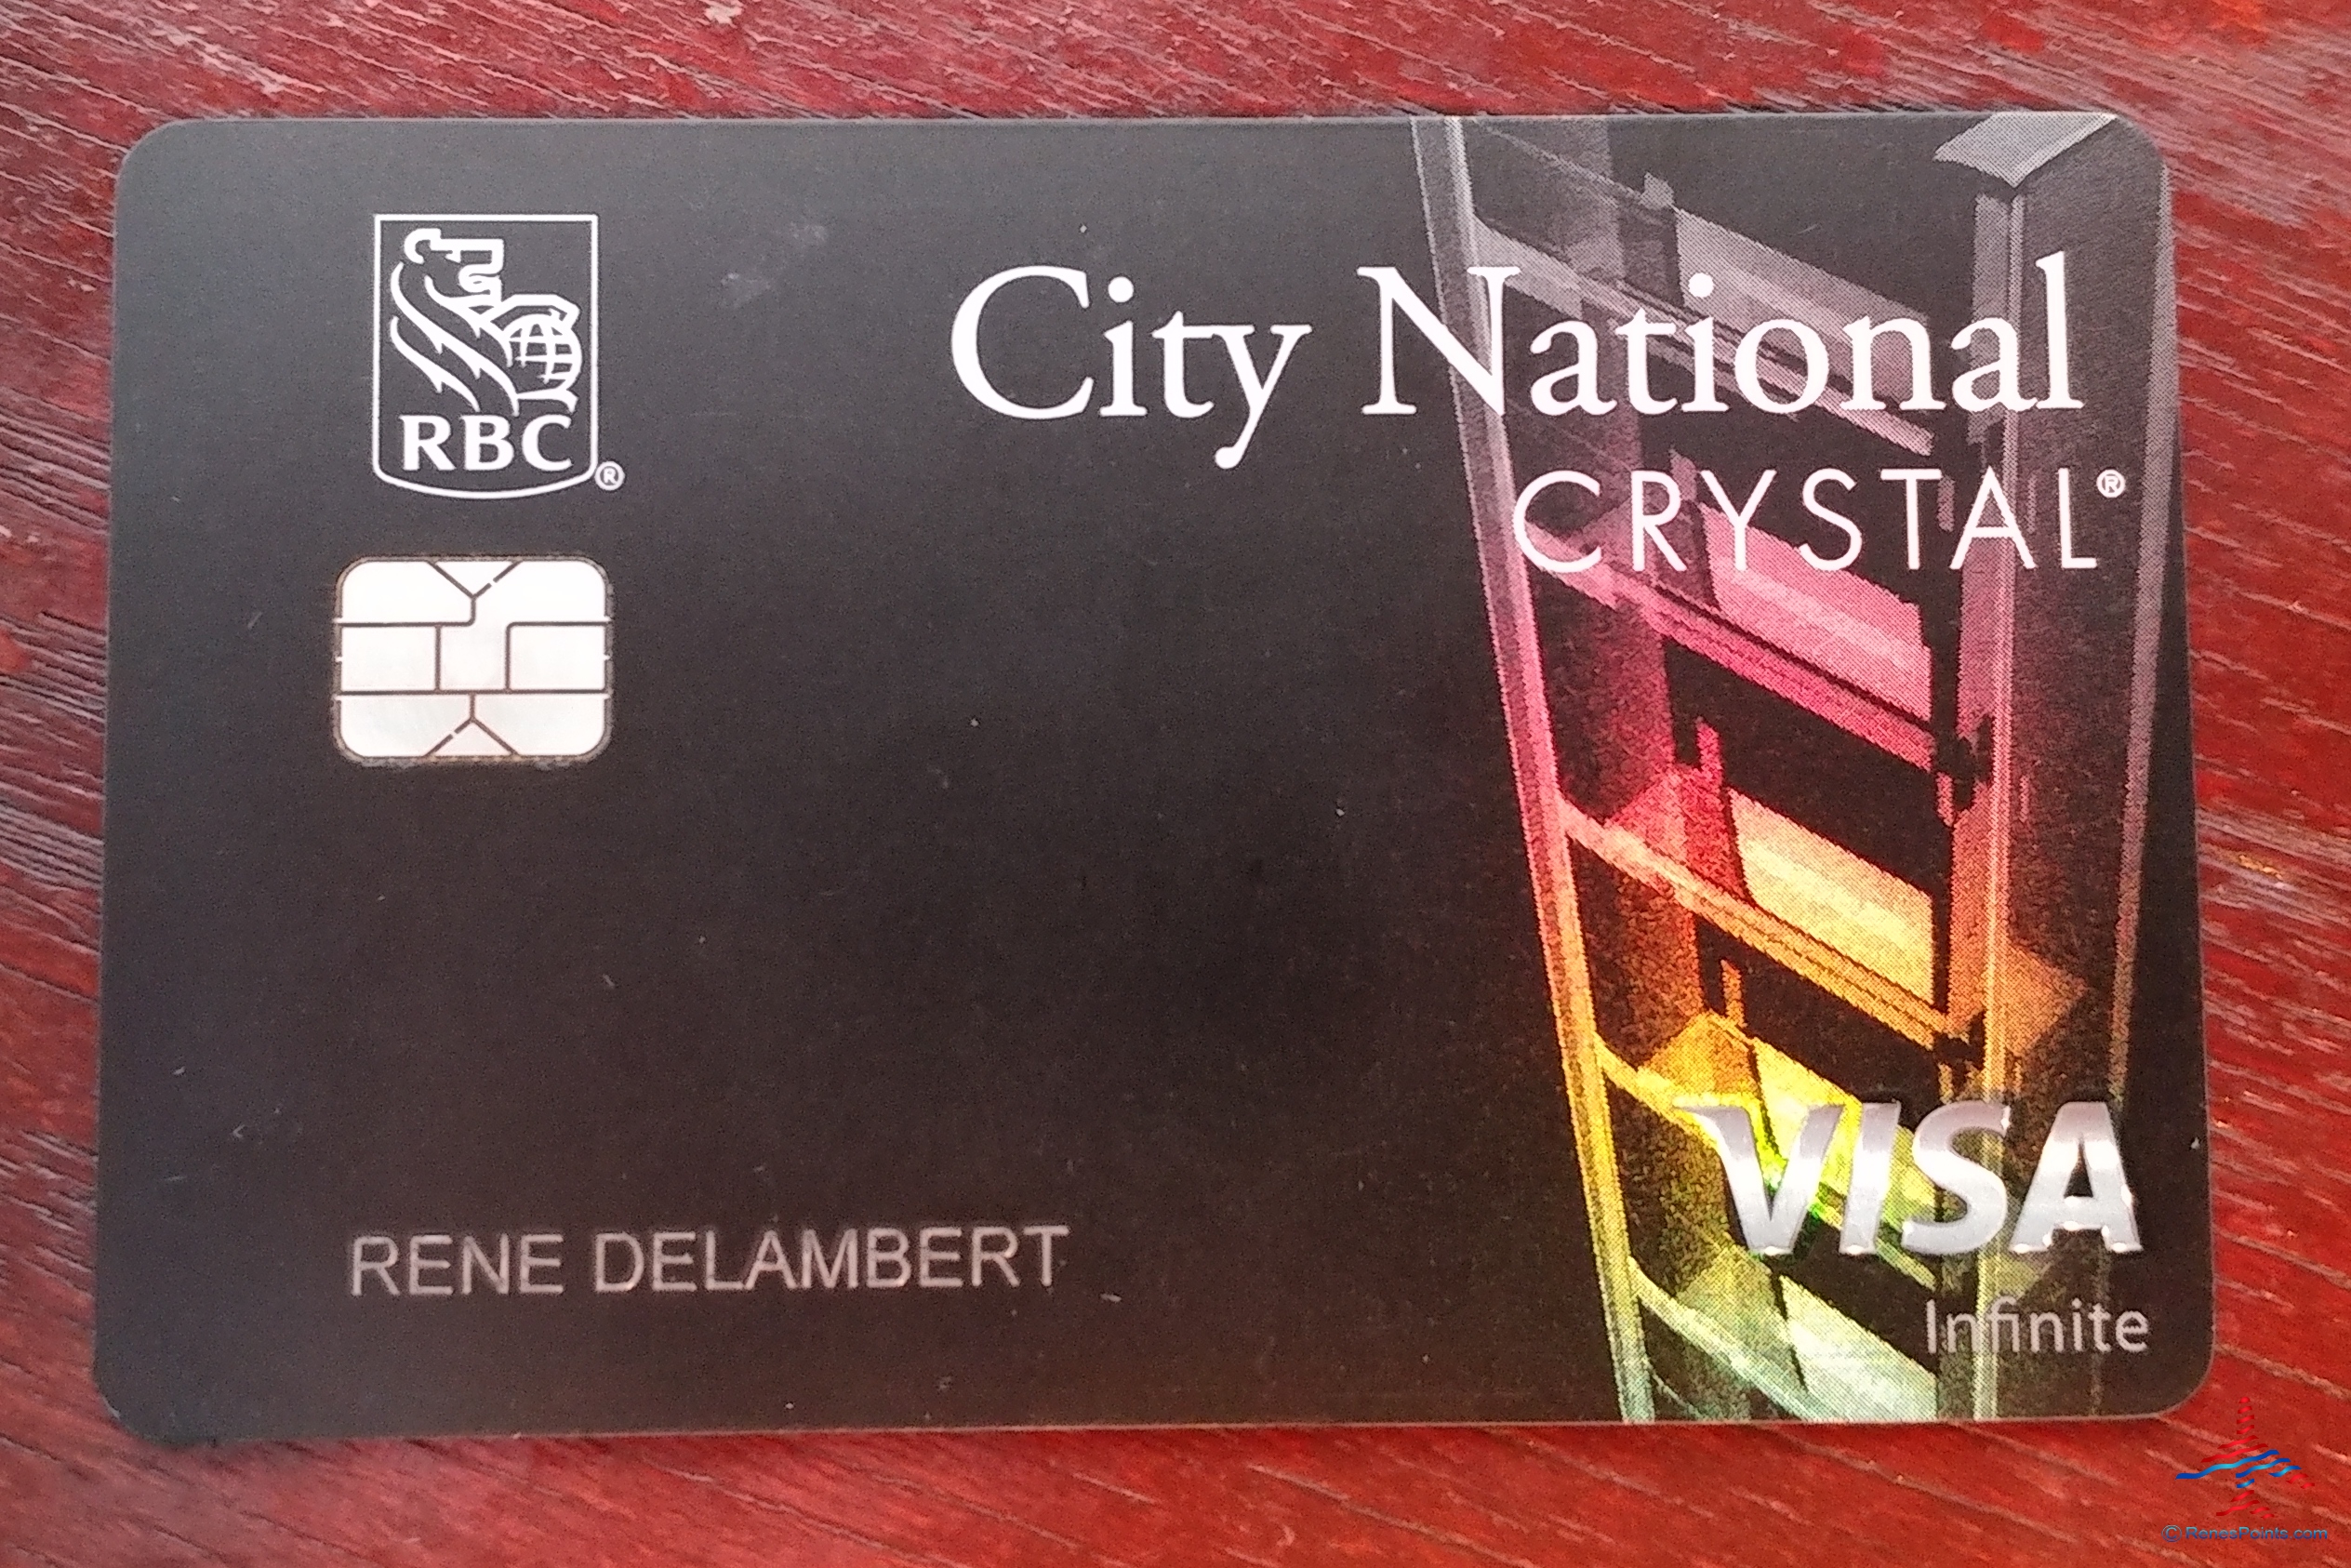 RBC®
City National
CRYSTAL®
RENE DELAMBERT
VISA
Infinite
© RenesPoints.com